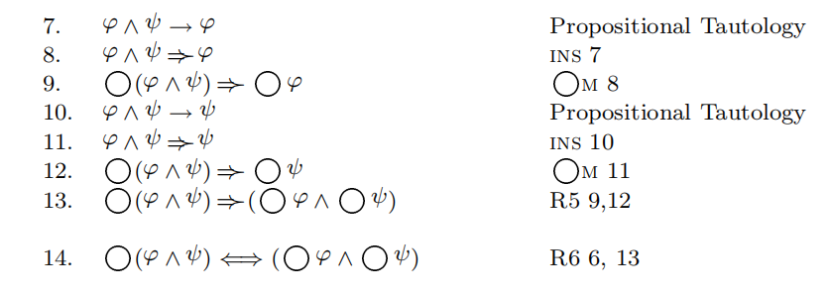 7. φ ∧ ψ → φ Propositional Tautology
8. φ ∧ ψ ⇒ φ INS 7
9. ◯(φ ∧ ψ) ⇒ ◯ φ ◯M 8
10. φ ∧ ψ → ψ Propositional Tautology
11. φ ∧ ψ ⇒ ψ INS 10
12. ◯(φ ∧ ψ) ⇒ ◯ ψ ◯M 11
13. ◯(φ ∧ ψ) ⇒ (◯ φ ∧ ◯ ψ) R5 9,12
14. ◯(φ ∧ ψ) ⟺ (◯ φ ∧ ◯ ψ) R6 6, 13